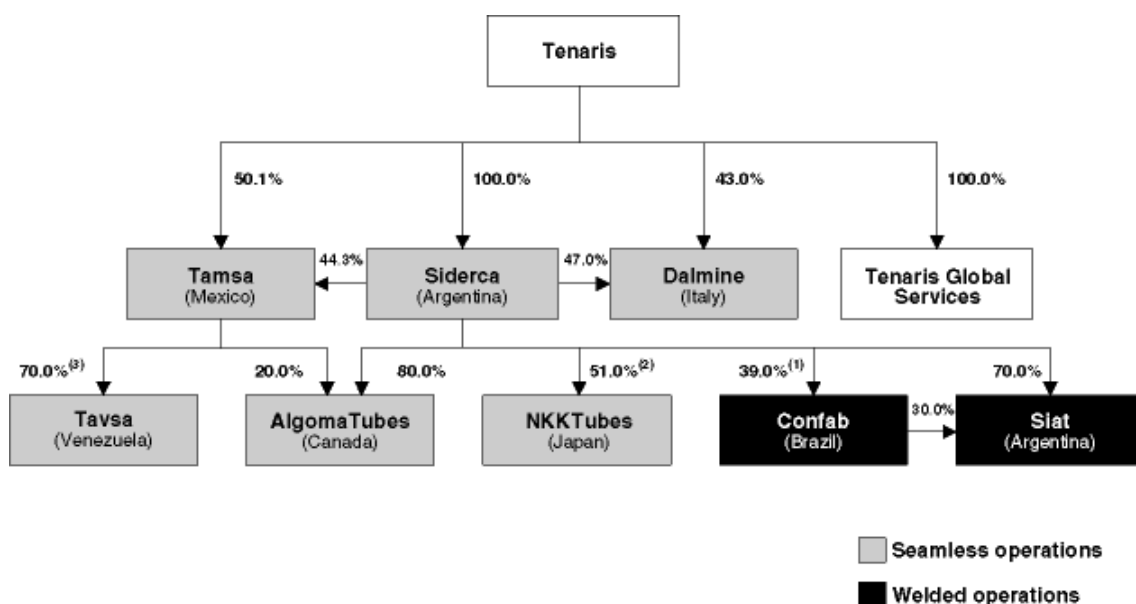 Tenaris
50.1%
100.0%
43.0%
100.0%
Tamsa
(Mexico)
44.3%
Siderca
(Argentina)
47.0%
Dalmine
(Italy)
Tenaris Global
Services
70.0%(3)
20.0%
80.0%
51.0%(2)
39.0%(1)
70.0%
Tavsa
(Venezuela)
AlgomaTubes
(Canada)
NKKTubes
(Japan)
Confab
(Brazil)
30.0%
Siat
(Argentina)
Seamless operations
Welded operations